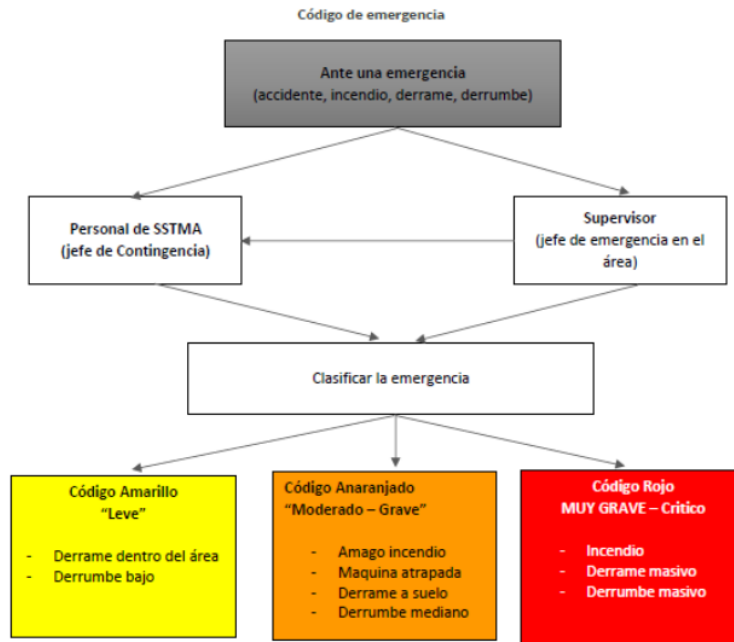 Código de emergencia
Ante una emergencia
(accidente, incendio, derrame, derrumbe)
Personal de SSTMA
(jefe de Contingencia)
Supervisor
(jefe de emergencia en el
área)
Clasificar la emergencia
Código Amarillo
“Leve”
- Derrame dentro del área
- Derrumbe bajo
Código Anaranjado
“Moderado – Grave”
- Amago incendio
- Maquina atrapada
- Derrame a suelo
- Derrumbe mediano
Código Rojo
MUY GRAVE – Critico
- Incendio
- Derrame masivo
- Derrumbe masivo